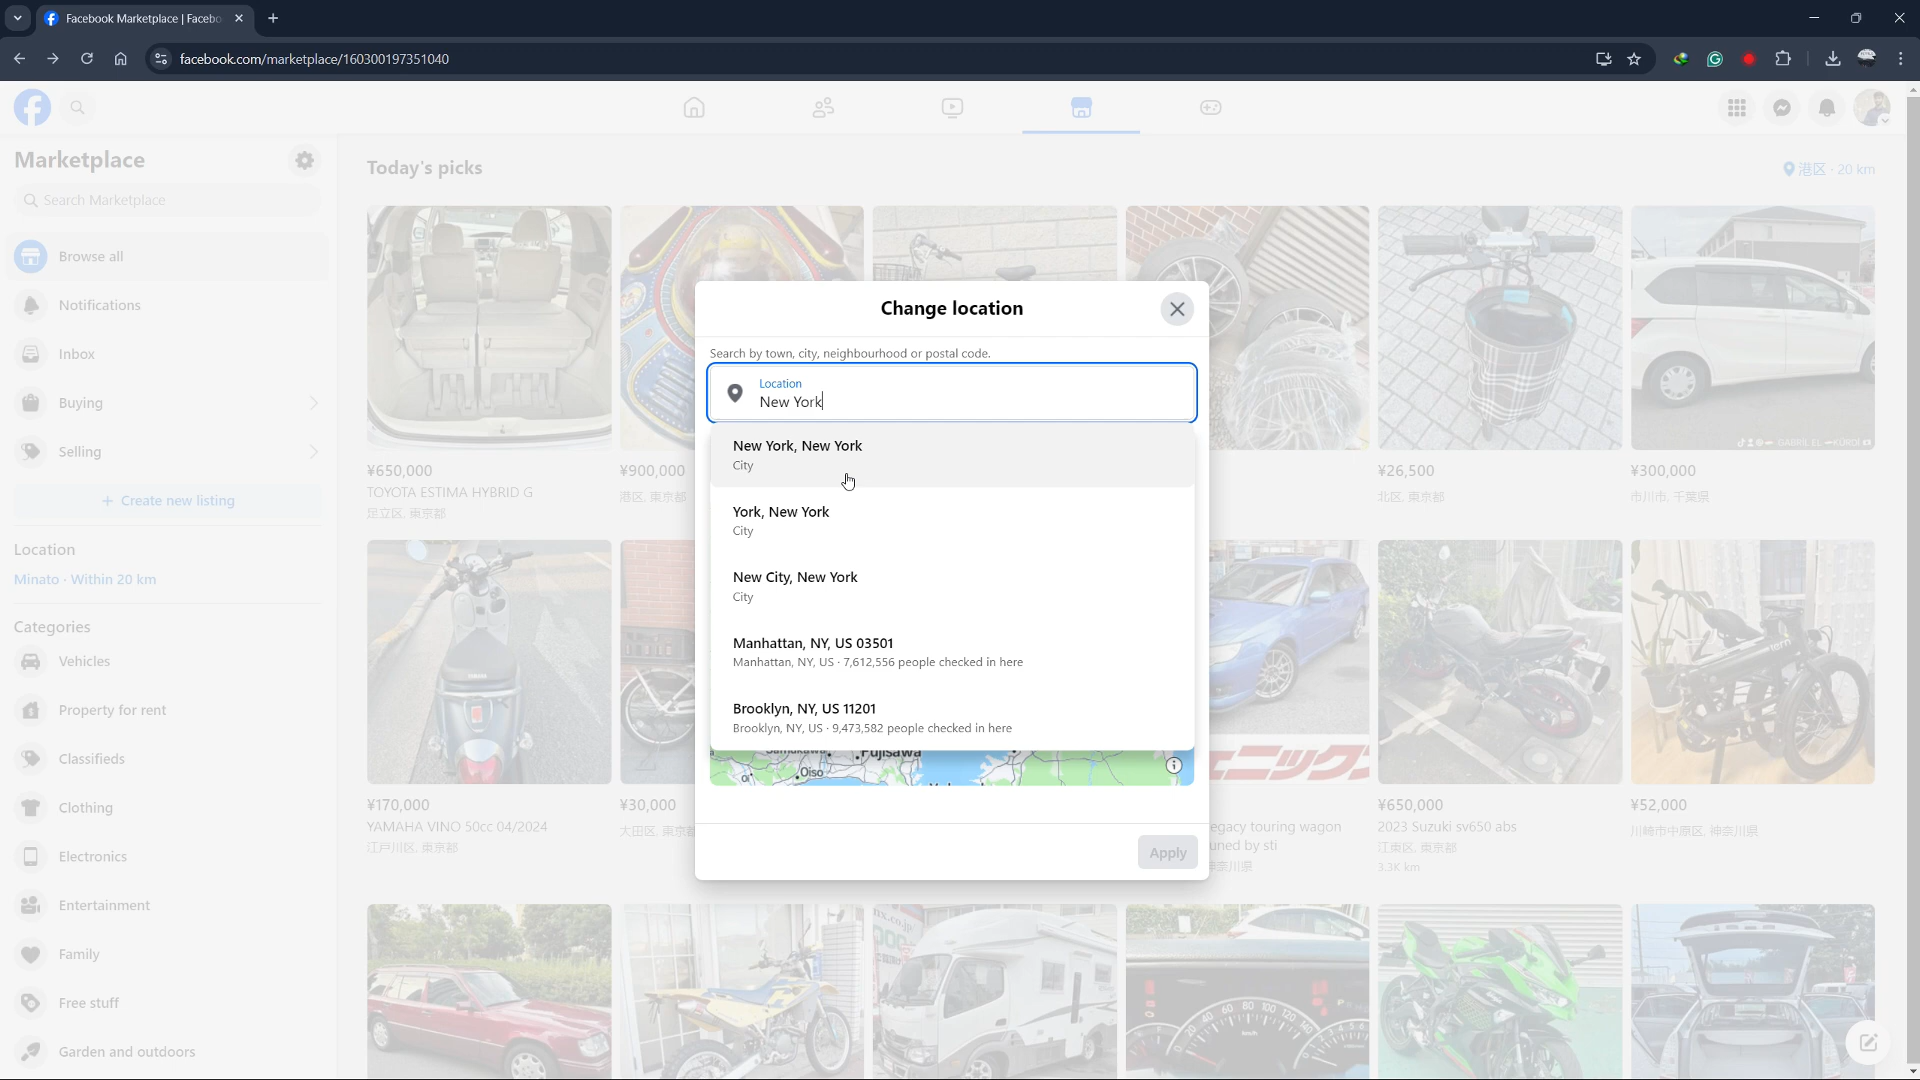 Facebook Marketplace | Facebo
facebook.com/marketplace/160300197351040
Marketplace
Search Marketplace
Browse all
Notifications
Inbox
Buying
Selling
+ Create new listing
Location
Minato · Within 20 km
Categories
Vehicles
Property for rent
Classifieds
Clothing
Electronics
Entertainment
Family
Free stuff
Garden and outdoors
Today's picks
港区 · 20 km
¥650,000
TOYOTA ESTIMA HYBRID G
足立区, 東京都
¥900,000
港区, 東京都
¥26,500
北区, 東京都
¥300,000
市川市, 千葉県
¥170,000
YAMAHA VINO 50cc 04/2024
江戸川区, 東京都
¥30,000
大田区, 東京都
egacy touring wagon
uned by sti
¥650,000
2023 Suzuki sv650 abs
江東区, 東京都
3.3K km
¥52,000
川崎市中原区, 神奈川県
Change location
Search by town, city, neighbourhood or postal code.
Location
New York
New York, New York
City
York, New York
City
New City, New York
City
Manhattan, NY, US 03501
Manhattan, NY, US · 7,612,556 people checked in here
Brooklyn, NY, US 11201
Brooklyn, NY, US · 9,473,582 people checked in here
Fujisawa
Oiso
Apply